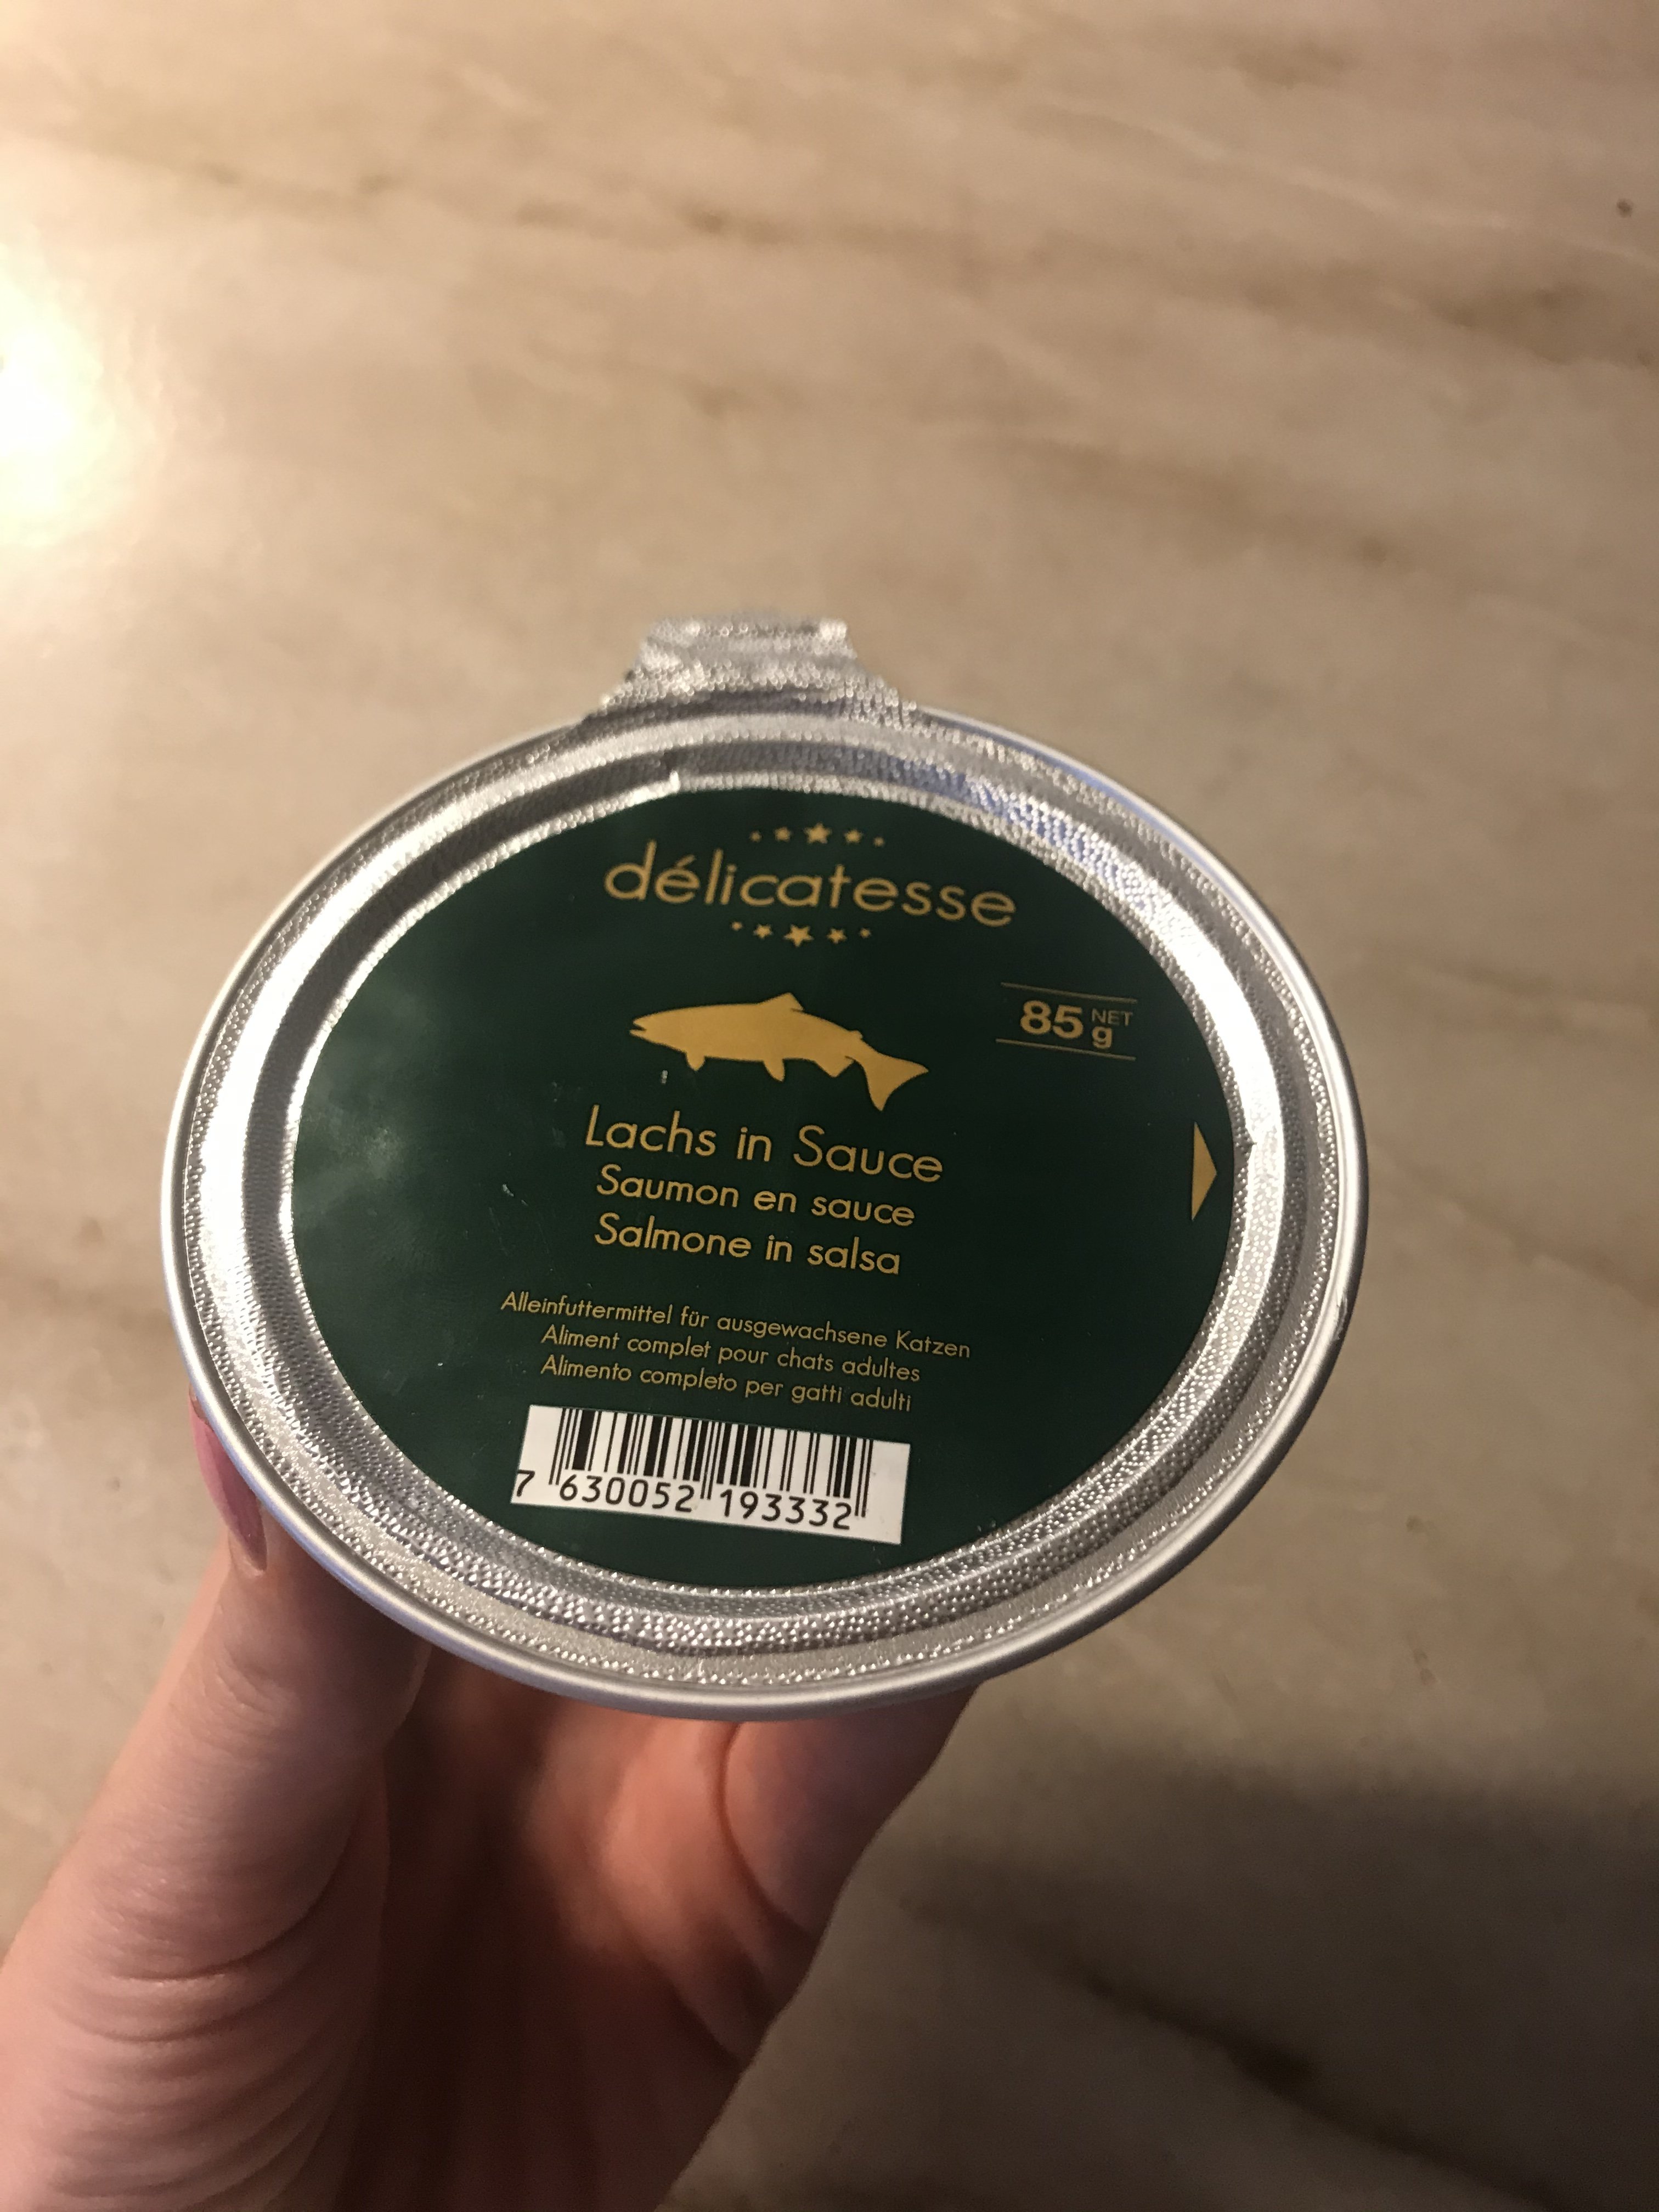 délicatesse
85 NET g
Lachs in Sauce
Saumon en sauce
Salmone in salsa
Alleinfuttermittel für ausgewachsene Katzen
Aliment complet pour chats adultes
Alimento completo per gatti adulti
7 630052 193332